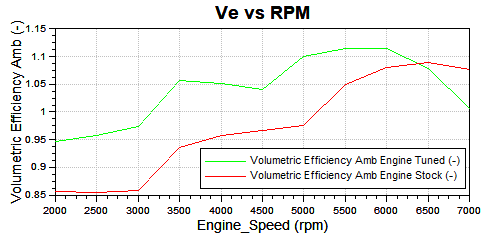 Ve vs RPM
Volumetric Efficiency Amb (-)
1.15
1.1
1.05
1
0.95
0.9
0.85
Volumetric Efficiency Amb Engine Tuned (-)
Volumetric Efficiency Amb Engine Stock (-)
2000 2500 3000 3500 4000 4500 5000 5500 6000 6500 7000
Engine_Speed (rpm)